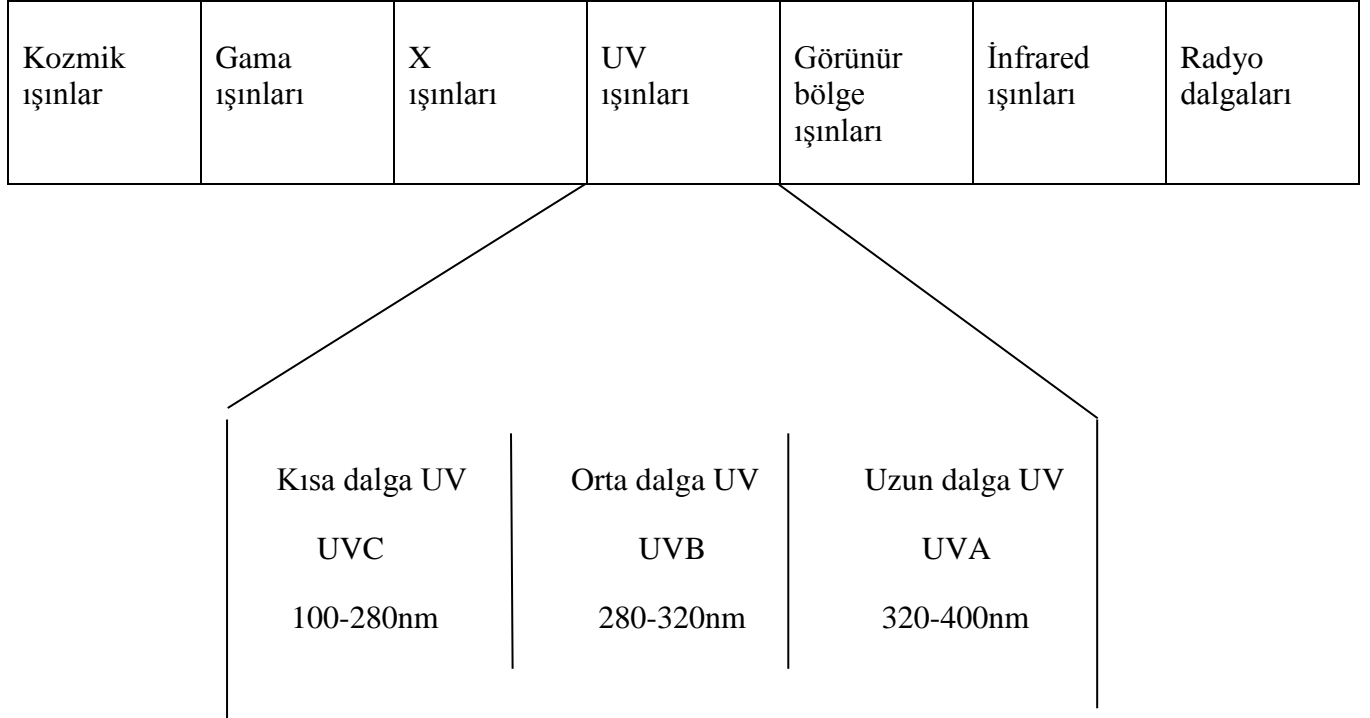 Kozmik
ışınlar
Gama
ışınları
X
ışınları
UV
ışınları
Görünür
bölge
ışınları
İnfrared
ışınları
Radyo
dalgaları
Kısa dalga UV
UVC
100-280nm
Orta dalga UV
UVB
280-320nm
Uzun dalga UV
UVA
320-400nm